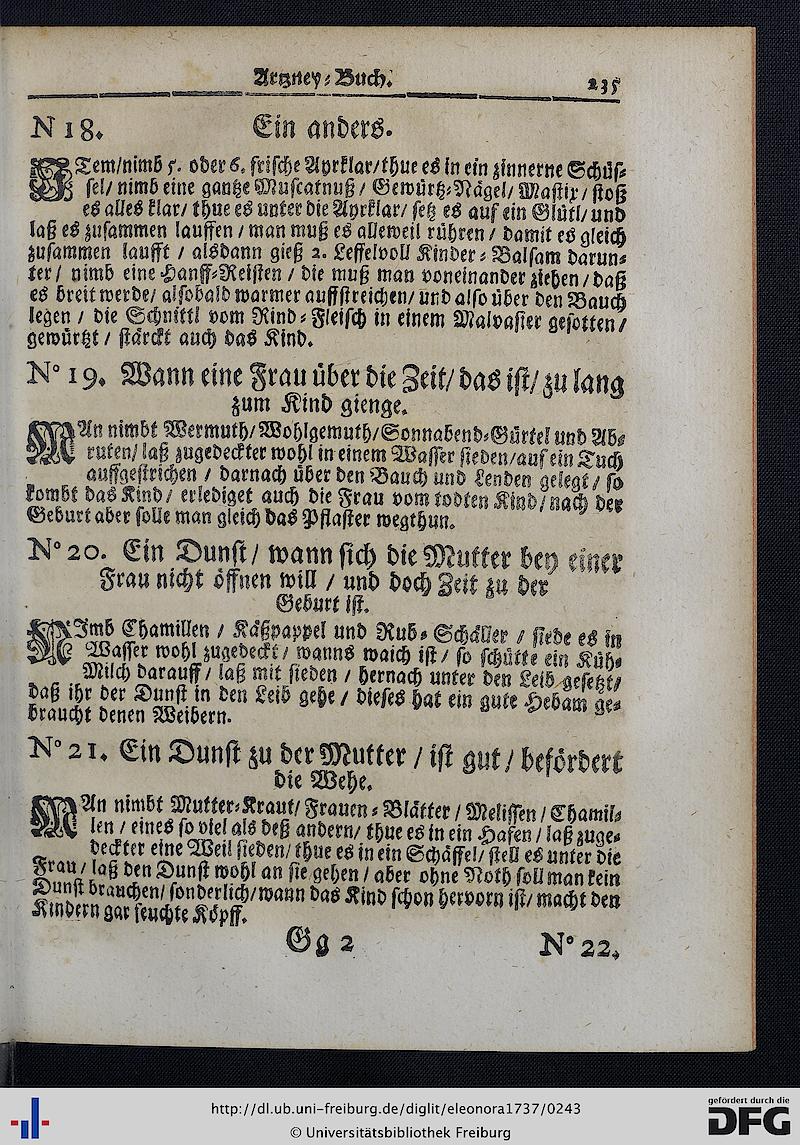 Artzney-Buch. 235
N 18. Ein anders.
ITem/nimb 5. oder 6. frische Ayrklar/thue es in ein zinnerne Schüs-
sel/ nimb eine gantze Muscatnuß / Gewürtz-Nägel/ Mastix/ stoß
es alles klar/ thue es unter die Ayrklar/ setz es auf ein Glütl/ und
laß es zusammen lauffen / man muß es alleweil rühren / damit es gleich
zusammen laufft / alsdann gieß 2. Leffelvoll Kinder-Balsam darun-
ter/ nimb eine Hanff-Reisten / die muß man voneinander ziehen/ daß
es breit werde/ alsobald warmer auffstreichen/ und also über den Bauch
legen / die Schnittl vom Rind-Fleisch in einem Malvasier gesotten/
gewürtzt / stärckt auch das Kind.
N° 19. Wann eine Frau über die Zeit/ das ist/ zu lang
zum Kind gienge.
MAn nimbt Wermuth/ Wohlgemuth/Sonnabend-Gürtel und Ab-
ruten/ laß zugedeckter wohl in einem Wasser sieden/auf ein Tuch
auffgestrichen / darnach über den Bauch und Lenden gelegt/ so
kombt das Kind/ erlediget auch die Frau vom todten Kind/ nach der
Geburt aber solle man gleich das Pflaster wegthun.
N° 20. Ein Dunst/ wann sich die Mutter bey einer
Frau nicht öffnen will / und doch Zeit zu der
Geburt ist.
NImb Chamillen / Käßpappel und Rub-Schäller / siede es in
Wasser wohl zugedeckt/ wanns waich ist/ so schütte ein Küh-
Milch darauff/ laß mit sieden / hernach unter den Leib gesetzt/
daß ihr der Dunst in den Leib gehe / dieses hat ein gute Hebam ge-
braucht denen Weibern.
N° 21. Ein Dunst zu der Mutter / ist gut/ befördert
die Wehe.
MAn nimbt Mutter-Kraut/ Frauen-Blätter / Melissen/ Chamil-
len / eines so viel als deß andern/ thue es in ein Hafen/ laß zuge-
deckter eine Weil sieden/ thue es in ein Schäffel/ stell es unter die
Frau/ laß den Dunst wohl an sie gehen/ aber ohne Noth soll man kein
Dunst brauchen/ sonderlich/wann das Kind schon hervorn ist/ macht den
Kindern gar feuchte Köpff.
Gg 2 N° 22.
http://dl.ub.uni-freiburg.de/diglit/eleonora1737/0243
© Universitätsbibliothek Freiburg
gefördert durch die
DFG